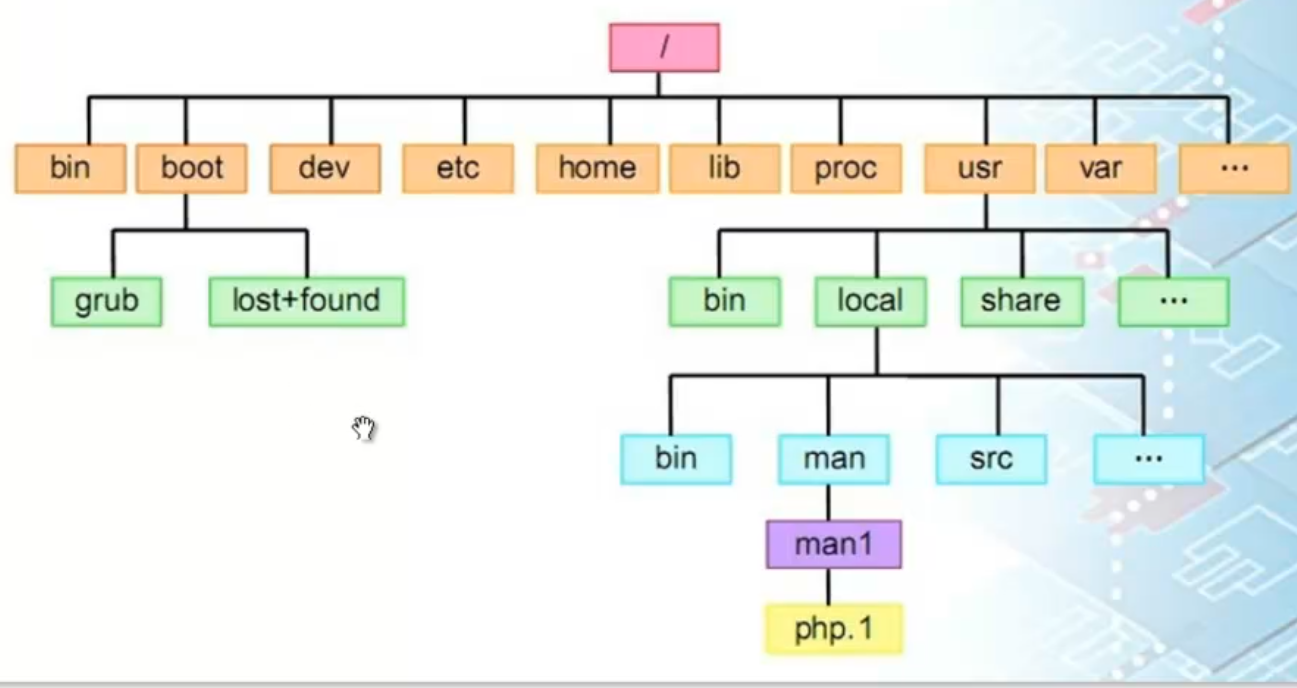 /
bin boot dev etc home lib proc usr var ...
grub lost+found bin local share ...
bin man src ...
man1
php.1